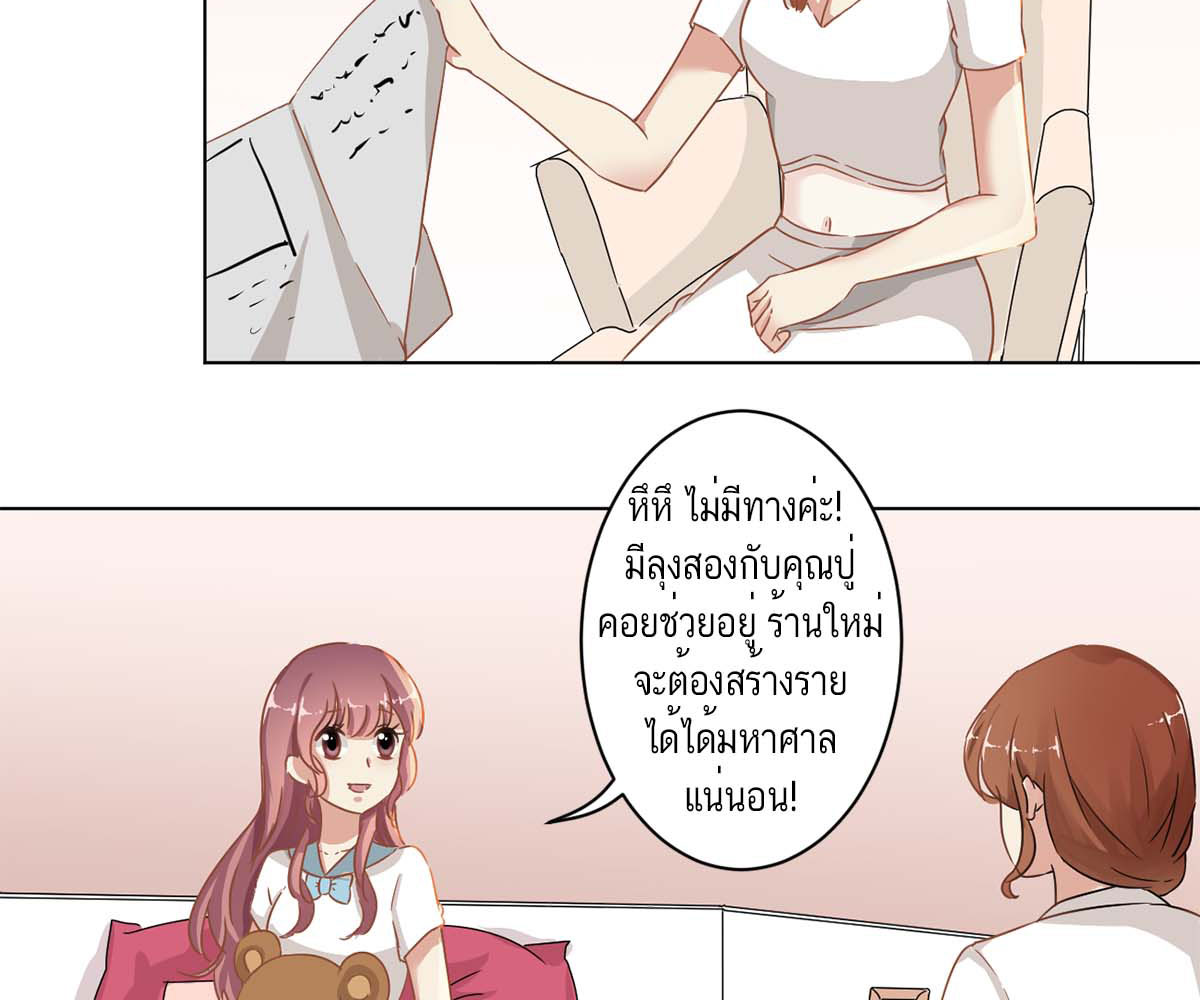 หึหึ ไม่มีทางค่ะ!
มีลุงสองกับคุณปู่
คอยช่วยอยู่ ร้านใหม่
จะต้องสร้างราย
ได้ได้มหาศาล
แน่นอน!